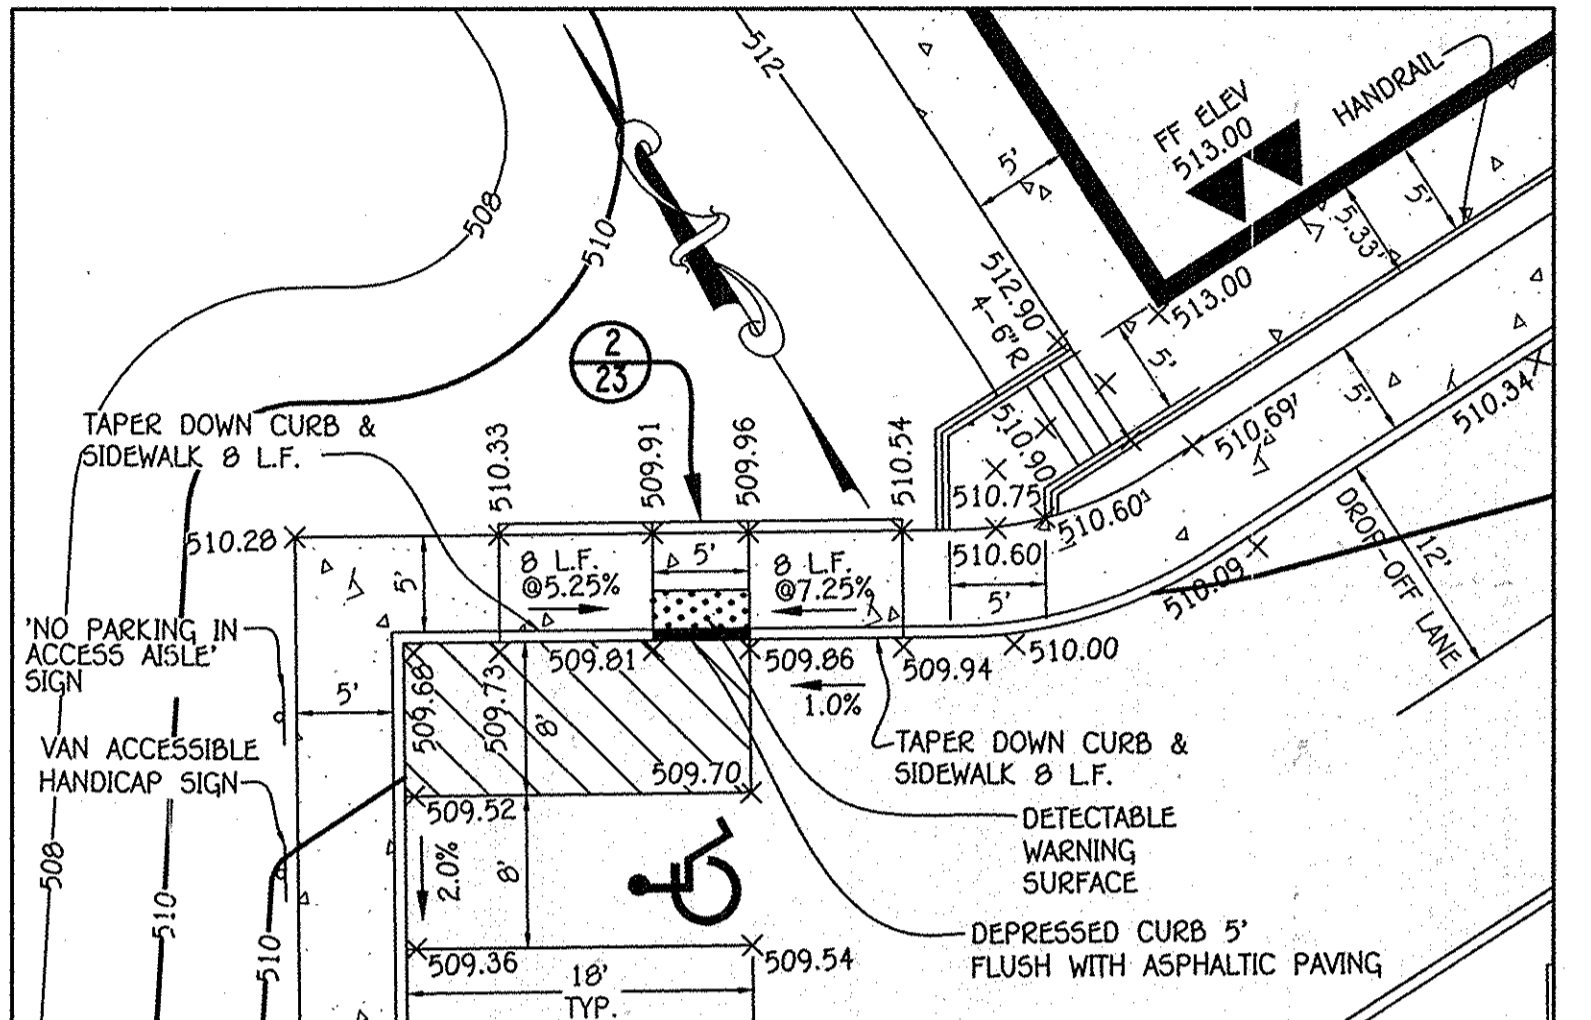 512
508
510
FF ELEV
513.00
HANDRAIL
5'
5'
5.33'
512.90
4-6"R
513.00
5'
2
23
TAPER DOWN CURB &
SIDEWALK 8 L.F.
510.33
509.91
509.96
510.54
510.90
510.69'
5'
510.34
510.75
510.60'
510.28
8 L.F.
@5.25%
5'
8 L.F.
@7.25%
510.60
5'
510.09
12'
DROP-OFF LANE
5'
'NO PARKING IN
ACCESS AISLE'
SIGN
5'
509.68
509.73
509.81
8'
509.86
509.94
510.00
1.0%
VAN ACCESSIBLE
HANDICAP SIGN
509.70
TAPER DOWN CURB &
SIDEWALK 8 L.F.
509.52
DETECTABLE
WARNING
SURFACE
508
510
510
2.0%
8'
DEPRESSED CURB 5'
FLUSH WITH ASPHALTIC PAVING
509.36
509.54
18'
TYP.